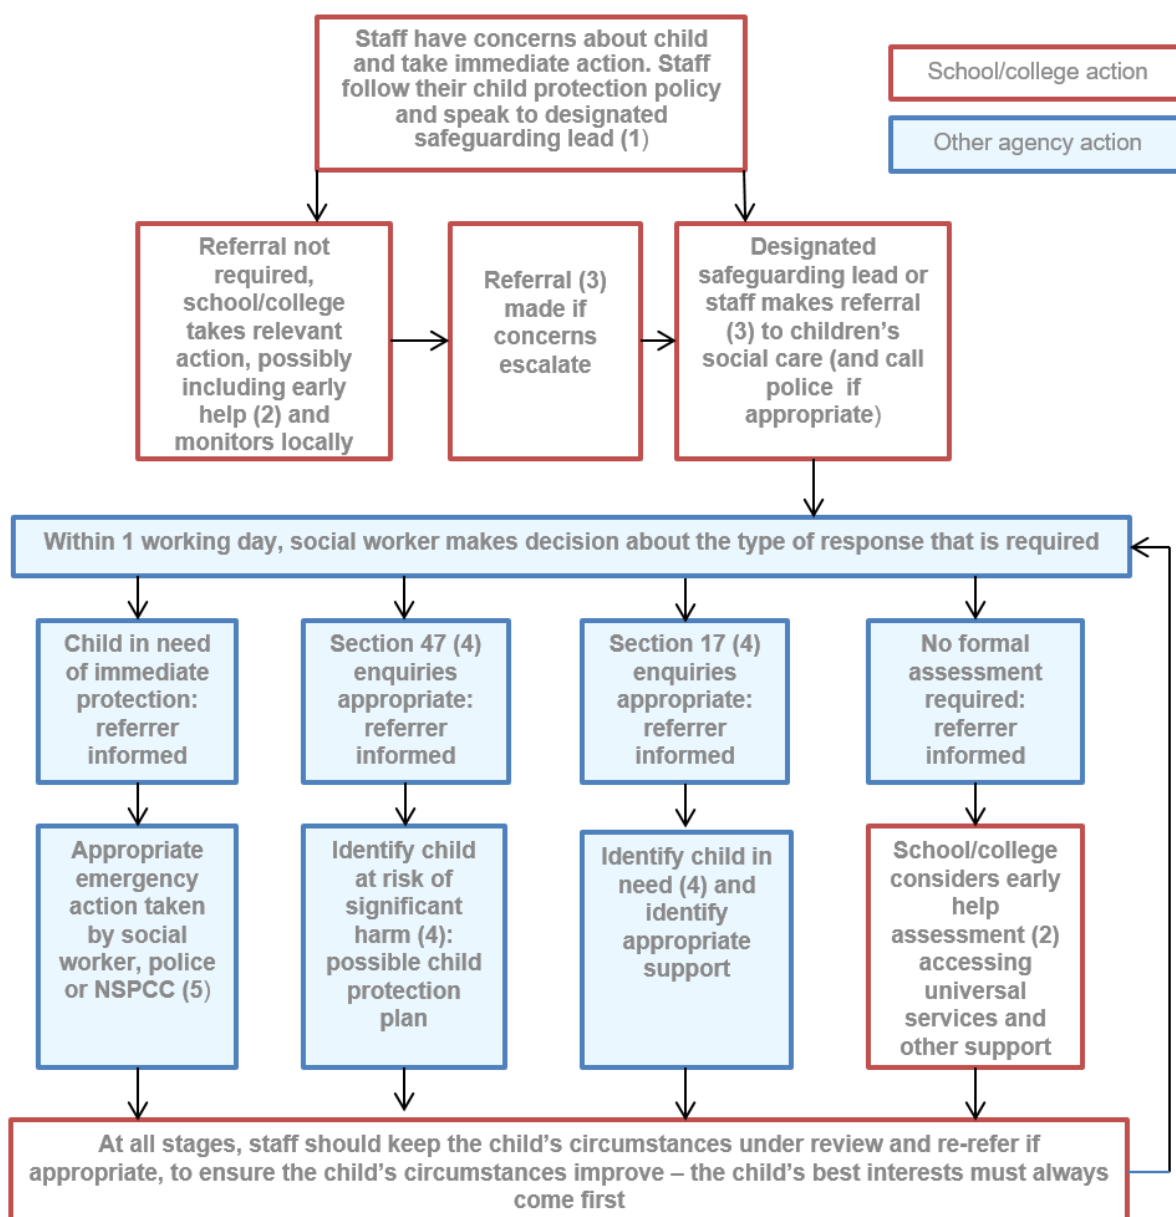 Staff have concerns about child
and take immediate action. Staff
follow their child protection policy
and speak to designated
safeguarding lead (1)
School/college action
Other agency action
Referral not
required,
school/college
takes relevant
action, possibly
including early
help (2) and
monitors locally
Referral (3)
made if
concerns
escalate
Designated
safeguarding lead or
staff makes referral
(3) to children’s
social care (and call
police if
appropriate)
Within 1 working day, social worker makes decision about the type of response that is required
Child in need
of immediate
protection:
referrer
informed
Section 47 (4)
enquiries
appropriate:
referrer
informed
Section 17 (4)
enquiries
appropriate:
referrer
informed
No formal
assessment
required:
referrer
informed
Appropriate
emergency
action taken
by social
worker, police
or NSPCC (5)
Identify child
at risk of
significant
harm (4):
possible child
protection
plan
Identify child in
need (4) and
identify
appropriate
support
School/college
considers early
help
assessment (2)
accessing
universal
services and
other support
At all stages, staff should keep the child’s circumstances under review and re-refer if
appropriate, to ensure the child’s circumstances improve – the child’s best interests must always
come first